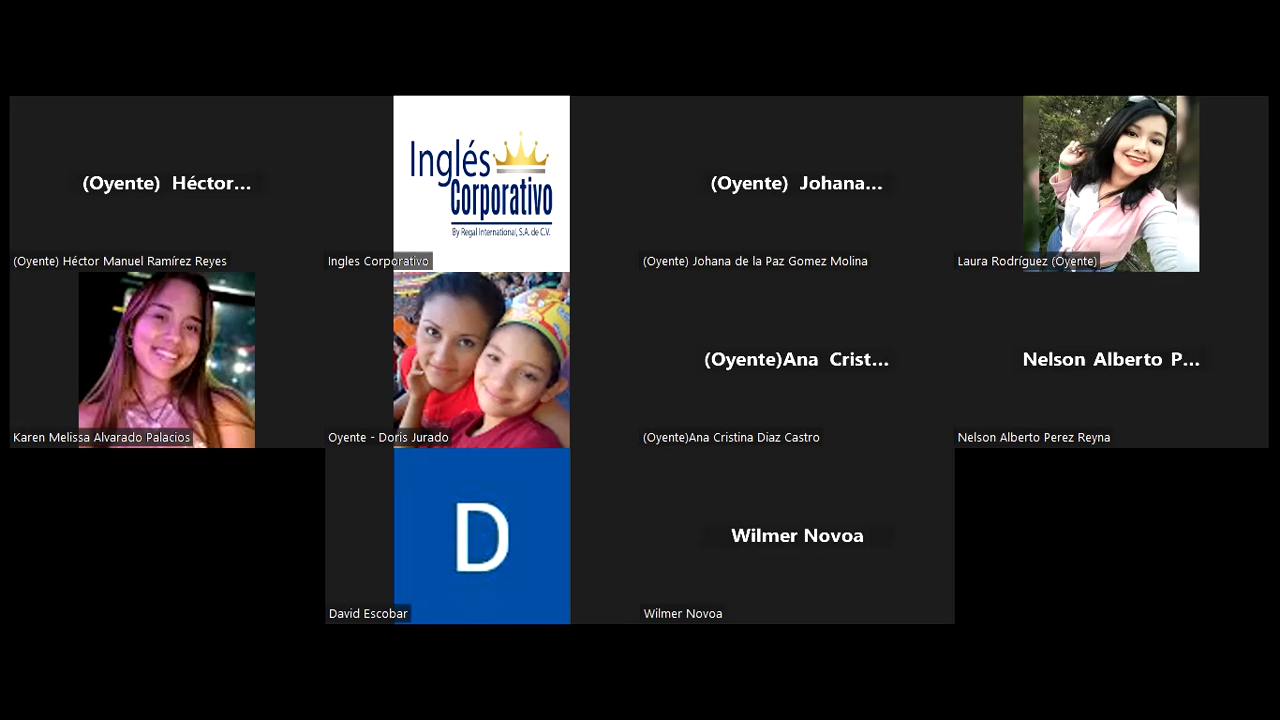 (Oyente) Héctor...
(Oyente) Héctor Manuel Ramírez Reyes
Inglés
Corporativo
By Regal International, S.A. de C.V.
Ingles Corporativo
(Oyente) Johana...
(Oyente) Johana de la Paz Gomez Molina
Laura Rodríguez (Oyente)
Karen Melissa Alvarado Palacios
Oyente - Doris Jurado
(Oyente)Ana Crist...
(Oyente)Ana Cristina Diaz Castro
Nelson Alberto P...
Nelson Alberto Perez Reyna
D
David Escobar
Wilmer Novoa
Wilmer Novoa